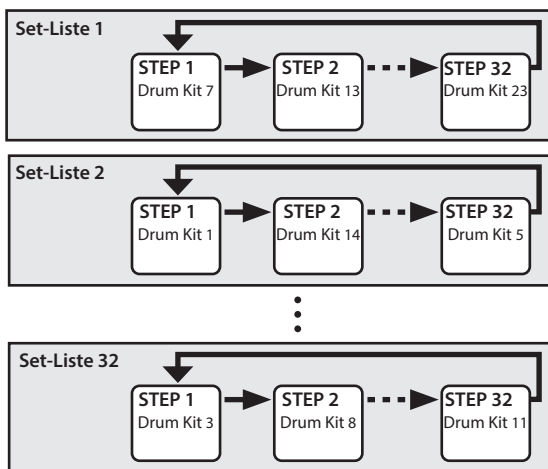 Set-Liste 1
STEP 1
Drum Kit 7
STEP 2
Drum Kit 13
STEP 32
Drum Kit 23
Set-Liste 2
STEP 1
Drum Kit 1
STEP 2
Drum Kit 14
STEP 32
Drum Kit 5
Set-Liste 32
STEP 1
Drum Kit 3
STEP 2
Drum Kit 8
STEP 32
Drum Kit 11